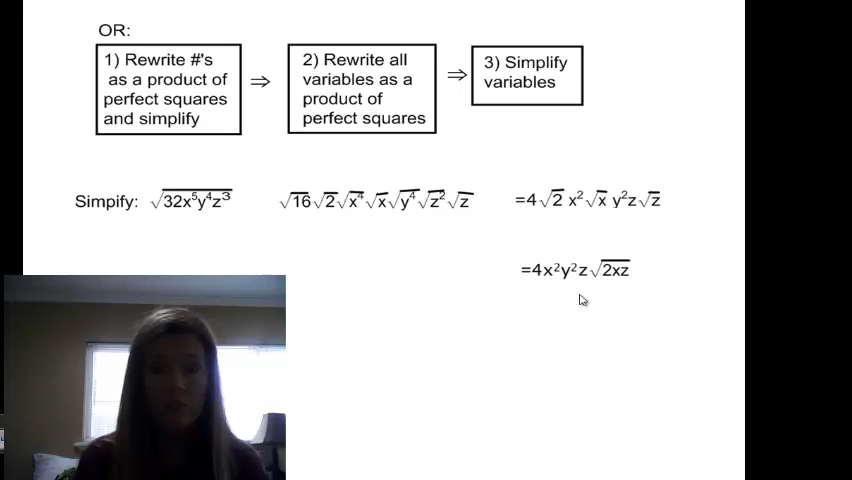 OR:
1) Rewrite #'s
as a product of
perfect squares
and simplify
⇒
2) Rewrite all
variables as a
product of
perfect squares
⇒
3) Simplify
variables
Simpify: √32x⁵y⁴z³ √16√2√x⁴√x√y⁴√z²√z =4√2 x²√x y²z√z
=4x²y²z√2xz